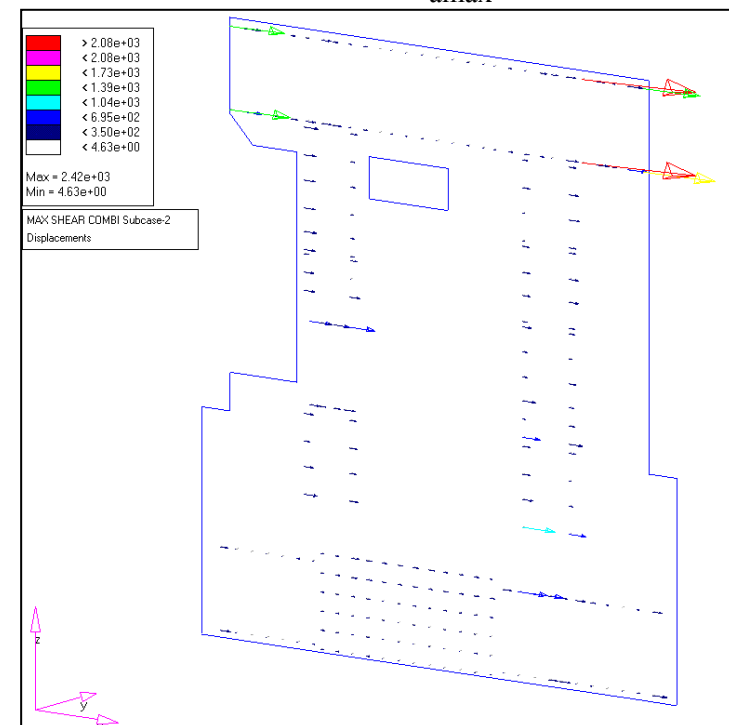 > 2.08e+03
< 2.08e+03
< 1.73e+03
< 1.39e+03
< 1.04e+03
< 6.95e+02
< 3.50e+02
< 4.63e+00
Max = 2.42e+03
Min = 4.63e+00
MAX SHEAR COMBI Subcase-2
Displacements
z
y